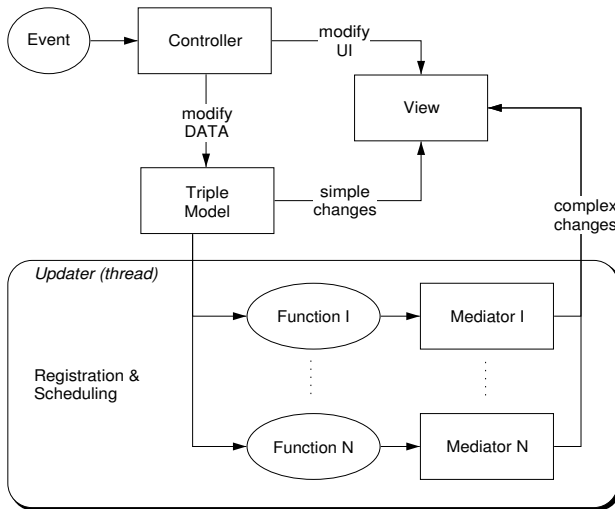 Event
Controller
modify
UI
View
modify
DATA
Triple
Model
simple
changes
complex
changes
Updater (thread)
Function I
Mediator I
Registration &
Scheduling
Function N
Mediator N